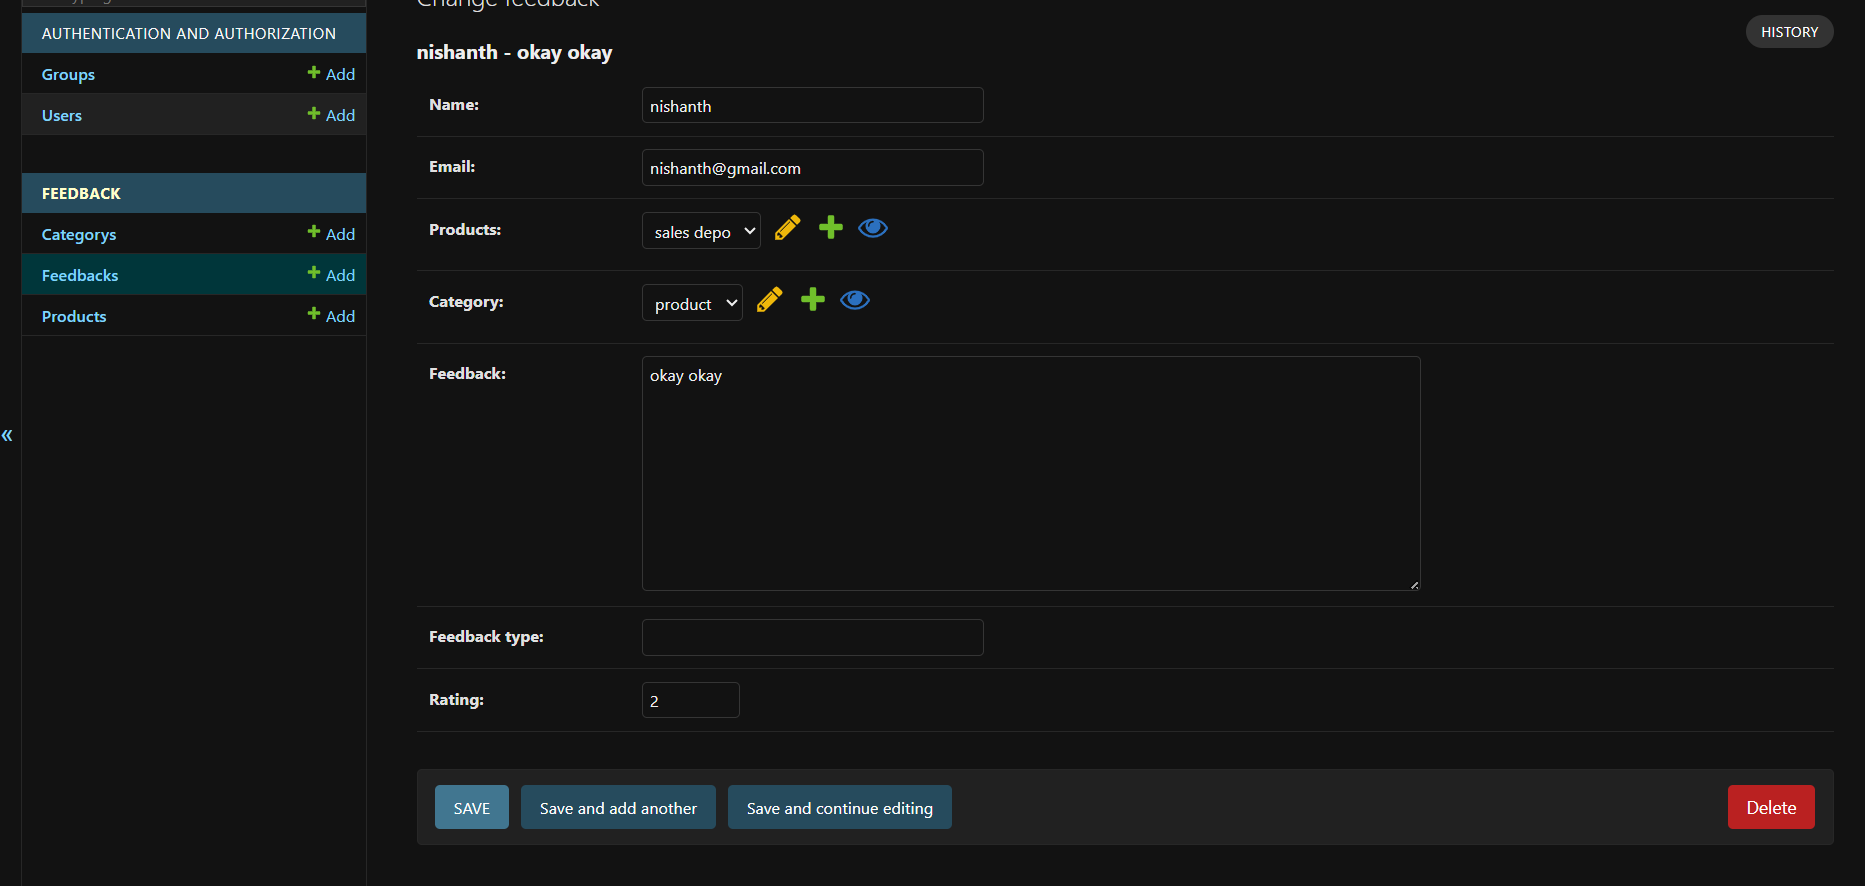 AUTHENTICATION AND AUTHORIZATION
Groups
Add
Users
Add
FEEDBACK
Categorys
Add
Feedbacks
Add
Products
Add
«
Change feedback
HISTORY
nishanth - okay okay
Name:
nishanth
Email:
nishanth@gmail.com
Products:
sales depo
Category:
product
Feedback:
okay okay
Feedback type:
Rating:
2
SAVE
Save and add another
Save and continue editing
Delete